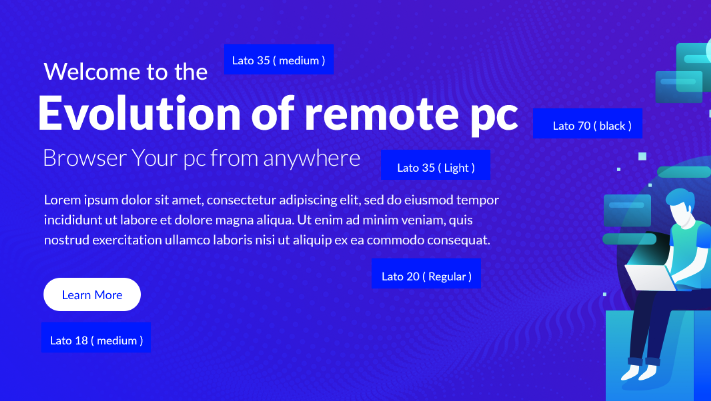 Welcome to the
Lato 35 ( medium )
Evolution of remote pc
Lato 70 ( black )
Browser Your pc from anywhere
Lato 35 ( Light )
Lorem ipsum dolor sit amet, consectetur adipiscing elit, sed do eiusmod tempor
incididunt ut labore et dolore magna aliqua. Ut enim ad minim veniam, quis
nostrud exercitation ullamco laboris nisi ut aliquip ex ea commodo consequat.
Lato 20 ( Regular )
Learn More
Lato 18 ( medium )